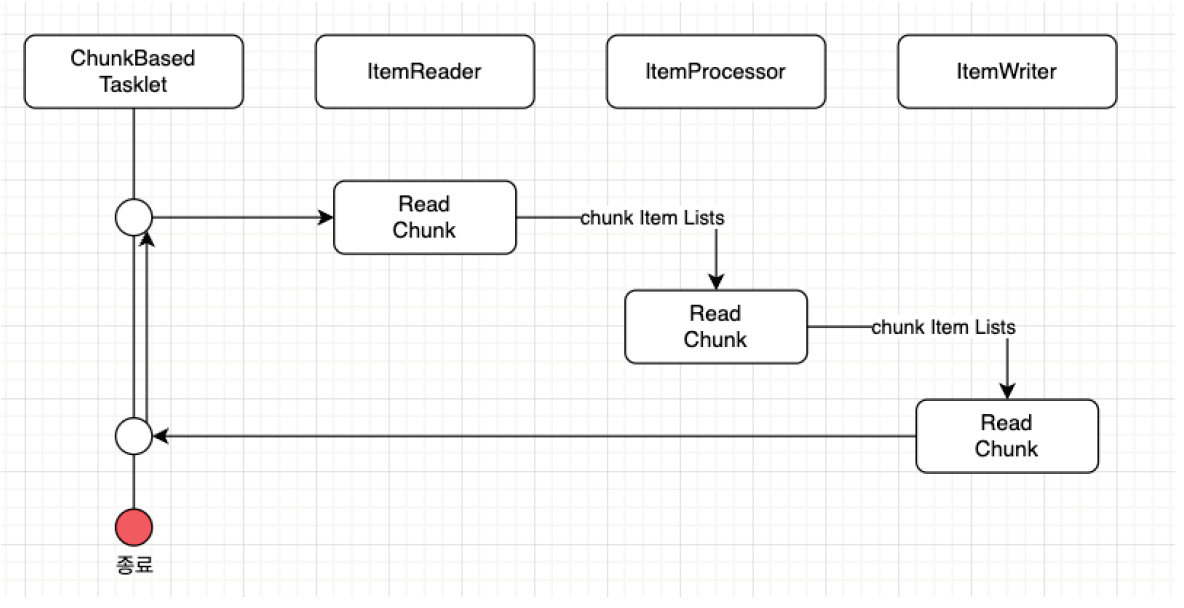 ChunkBased
Tasklet
ItemReader
ItemProcessor
ItemWriter
Read
Chunk
chunk Item Lists
Read
Chunk
chunk Item Lists
Read
Chunk
종료